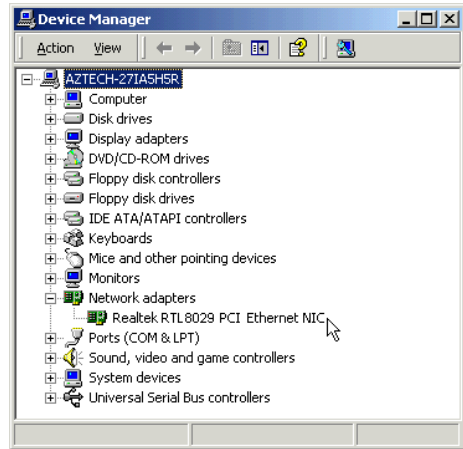 Device Manager
Action View
AZTECH-27IA5H5R
Computer
Disk drives
Display adapters
DVD/CD-ROM drives
Floppy disk controllers
Floppy disk drives
IDE ATA/ATAPI controllers
Keyboards
Mice and other pointing devices
Monitors
Network adapters
Realtek RTL8029 PCI Ethernet NIC
Ports (COM & LPT)
Sound, video and game controllers
System devices
Universal Serial Bus controllers